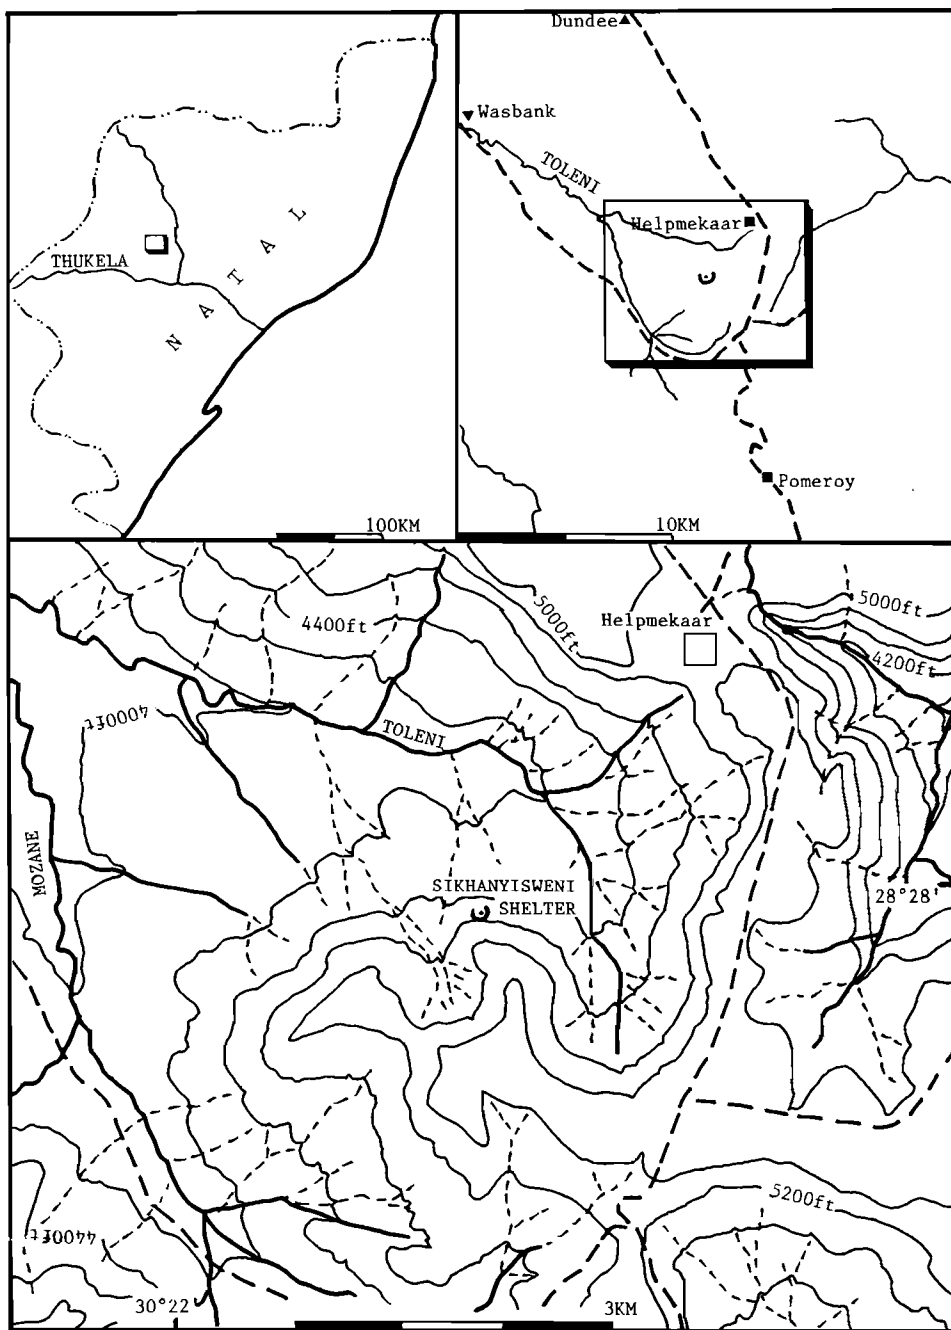 THUKELA
NATAL
100KM
Dundee
Wasbank
TOLENI
Helpmekaar
Pomeroy
10KM
4400ft
5000ft
Helpmekaar
5000ft
4200ft
4000ft
TOLENI
MOZANE
SIKHANYISWENI
SHELTER
28°28'
5200ft
4400ft
30°22'
3KM